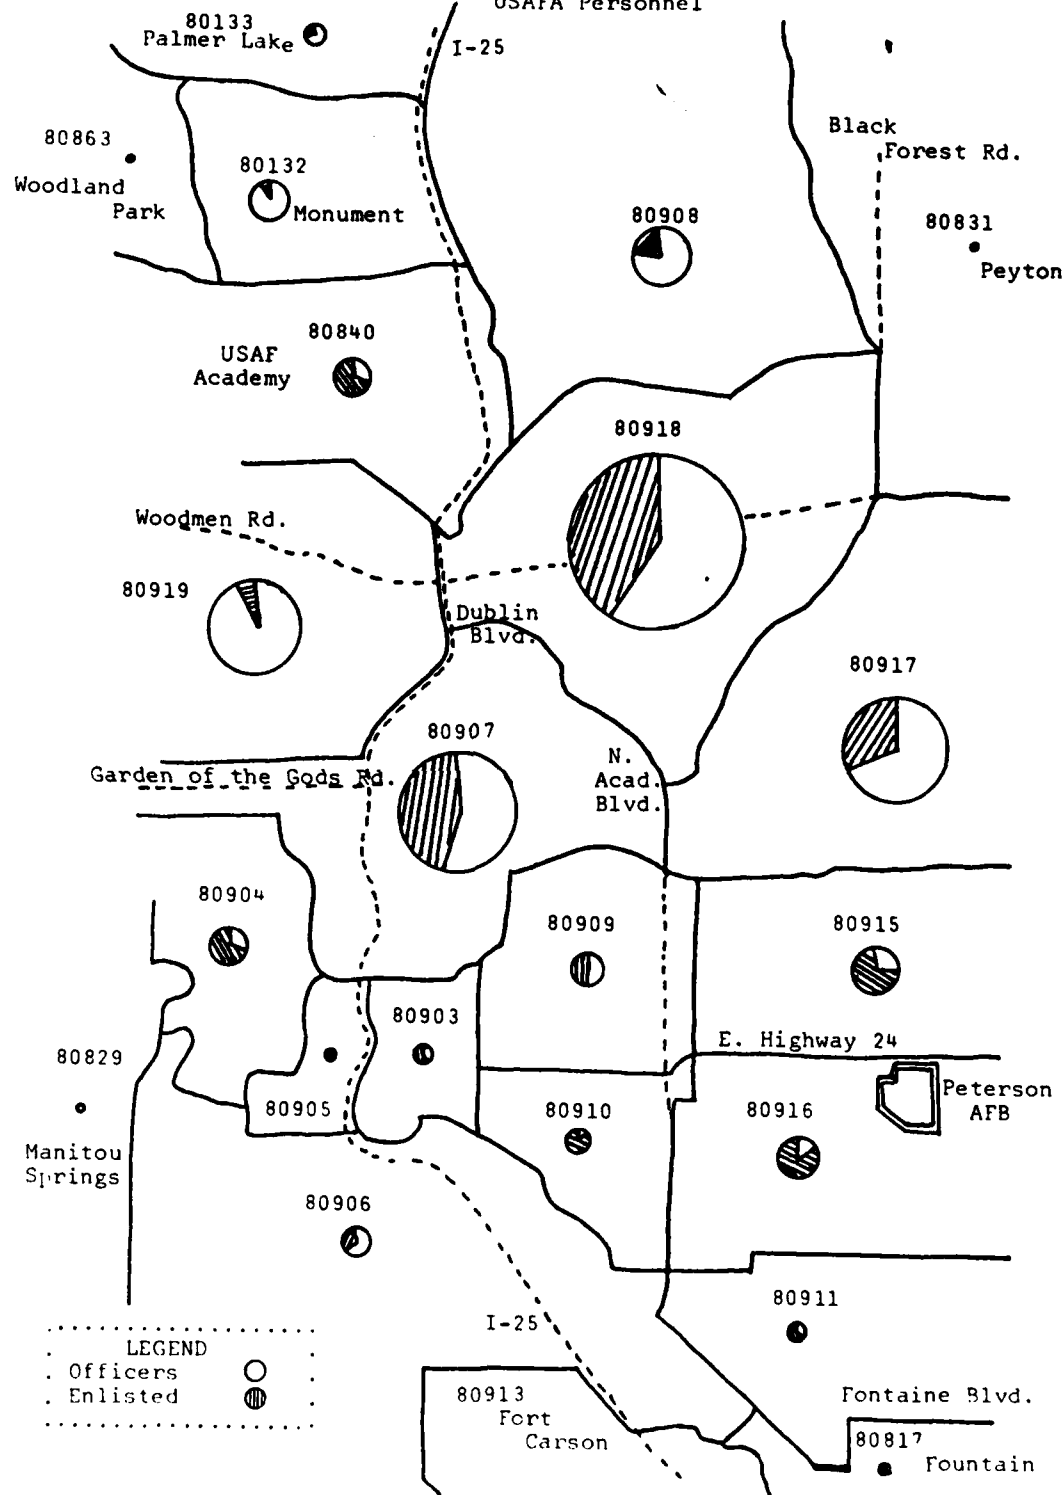 USAFA Personnel
80133
Palmer Lake
I-25
80863
Woodland
Park
80132
Monument
80908
Black
Forest Rd.
80831
Peyton
80840
USAF
Academy
80918
Woodmen Rd.
80919
Dublin
Blvd.
80917
80907
N.
Acad.
Blvd.
Garden of the Gods Rd.
80904
80909
80915
80903
E. Highway 24
80829
Manitou
Springs
80905
80910
80916
Peterson
AFB
80906
80911
I-25
LEGEND
Officers
Enlisted
80913
Fort
Carson
Fontaine Blvd.
80817
Fountain